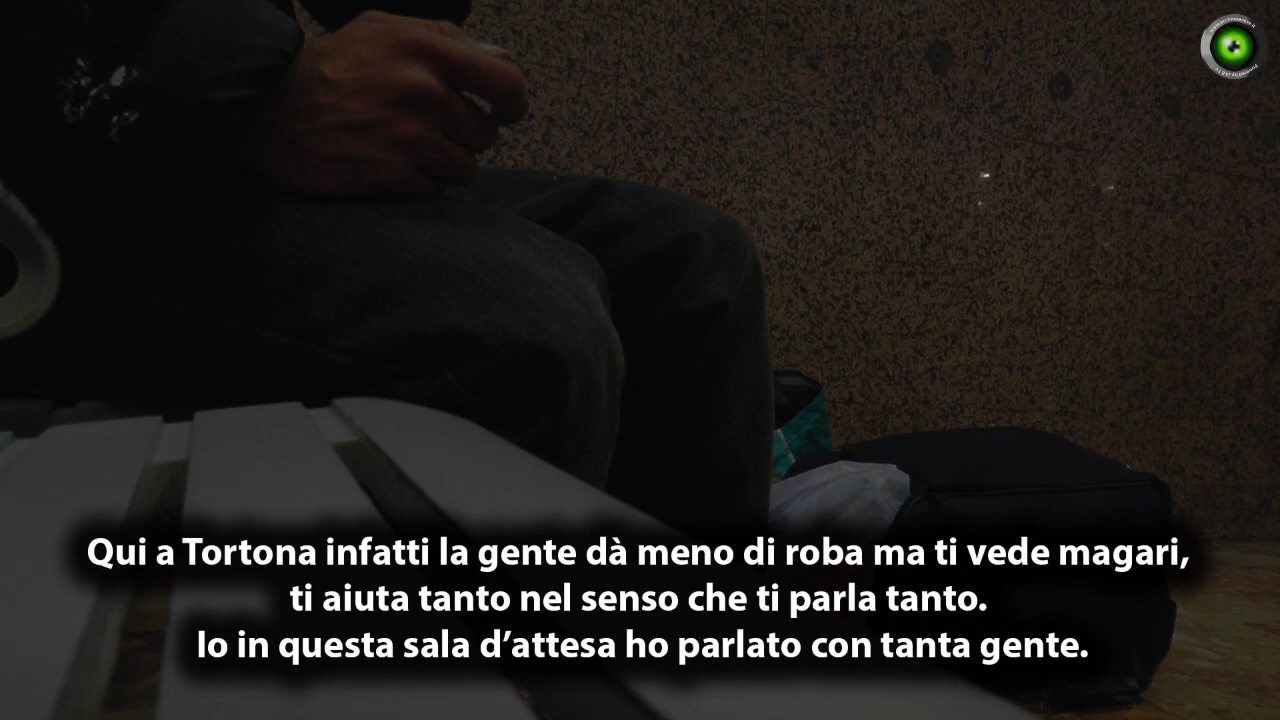 Qui a Tortona infatti la gente dà meno di roba ma ti vede magari,
ti aiuta tanto nel senso che ti parla tanto.
Io in questa sala d’attesa ho parlato con tanta gente.